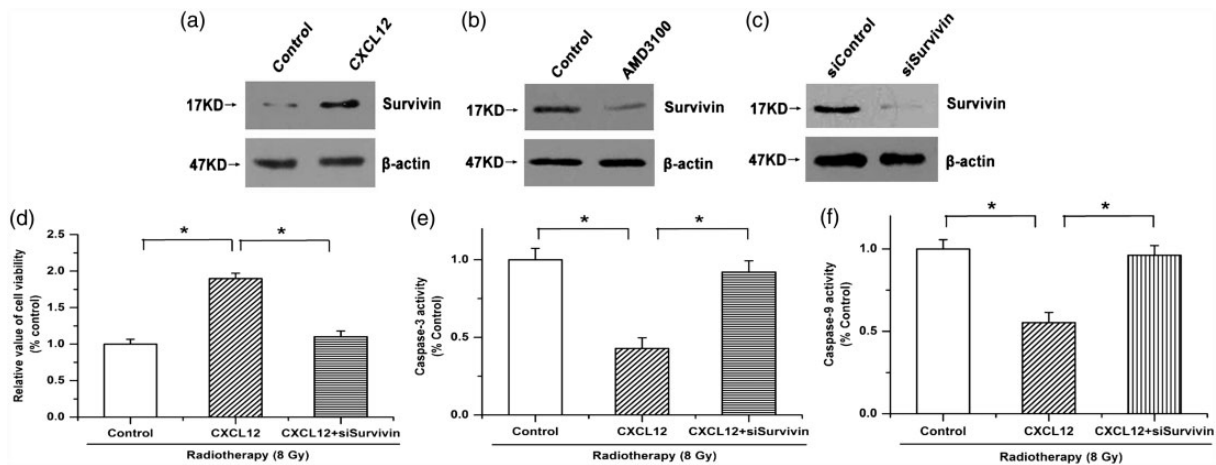 (a)
Control
CXCL12
17KD→
Survivin
47KD→
β-actin
(b)
Control
AMD3100
17KD→
Survivin
47KD→
β-actin
(c)
siControl
siSurvivin
17KD→
Survivin
47KD→
β-actin
(d)
Relative value of cell viability
(% control)
2.5
2.0
1.5
1.0
0.5
0.0
*
*
Control
CXCL12
CXCL12+siSurvivin
Radiotherapy (8 Gy)
(e)
Caspase-3 activity
(% Control)
1.0
0.5
0.0
*
*
Control
CXCL12
CXCL12+siSurvivin
Radiotherapy (8 Gy)
(f)
Caspase-9 activity
(% Control)
1.0
0.5
0.0
*
*
Control
CXCL12
CXCL12+siSurvivin
Radiotherapy (8 Gy)